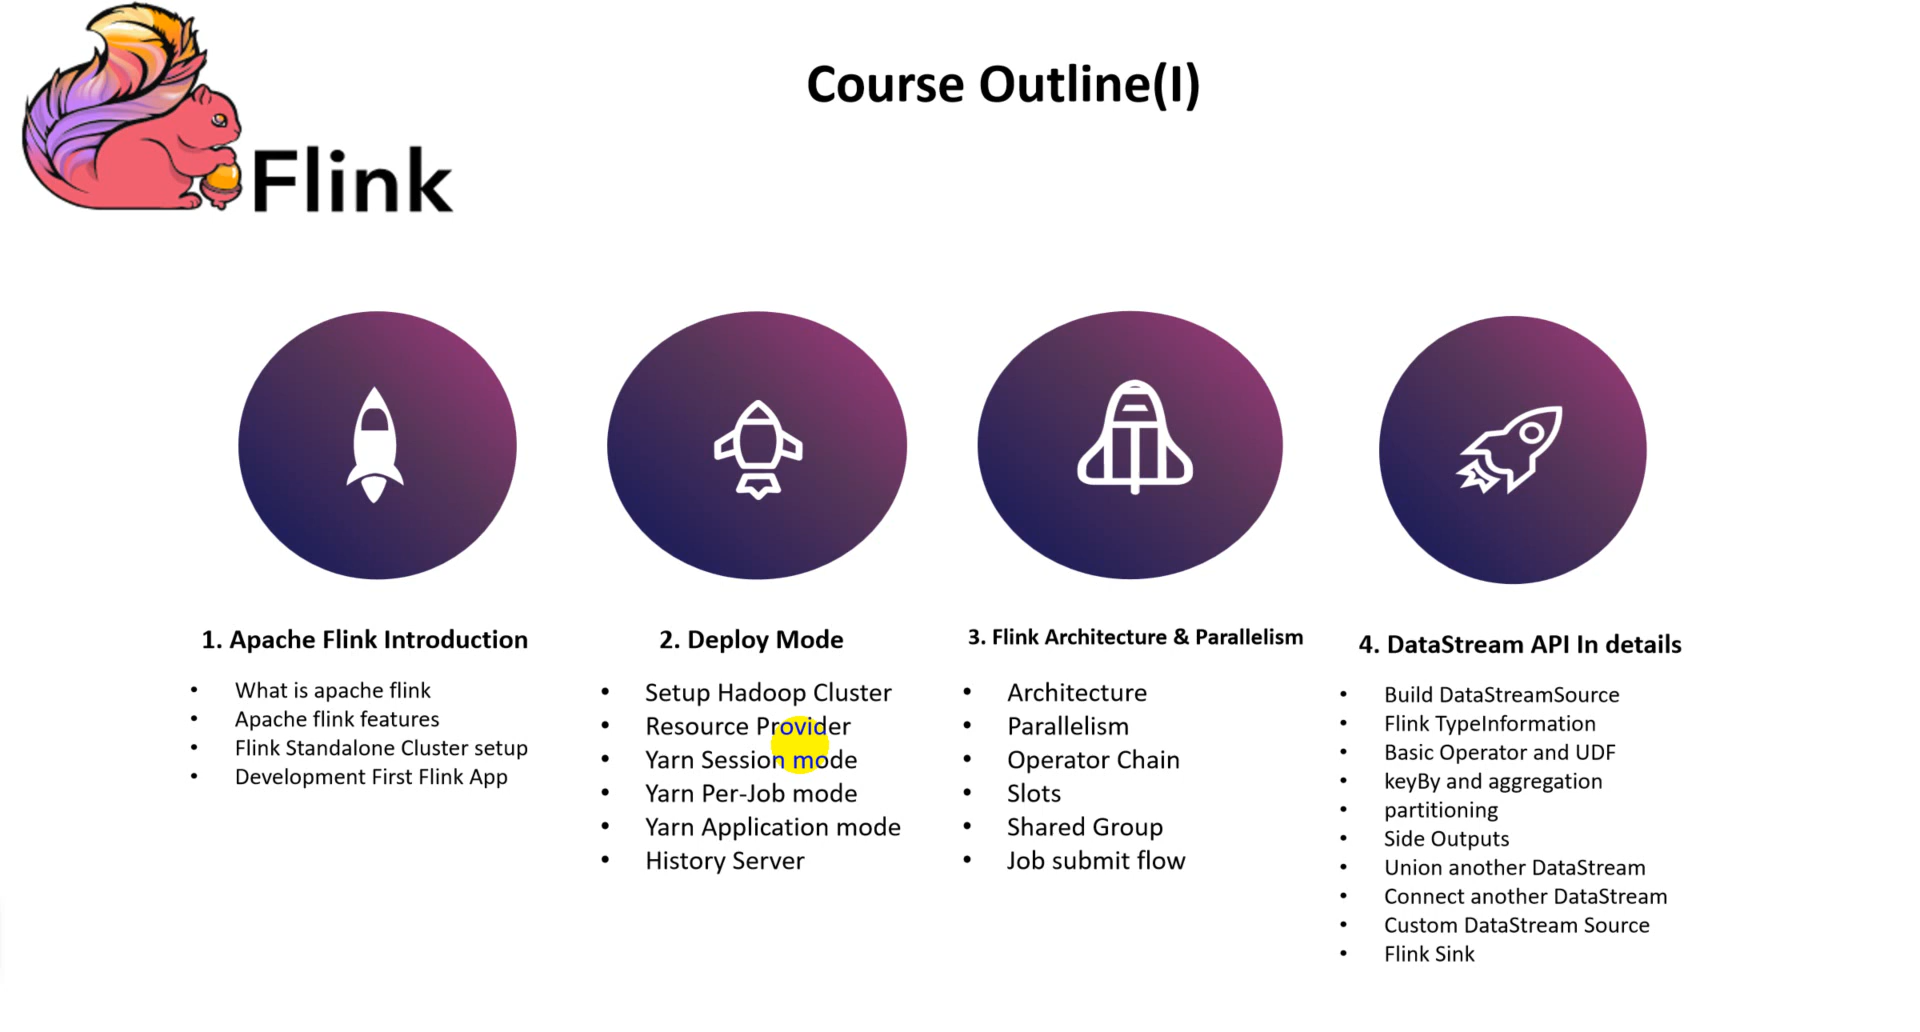 Flink
Course Outline(I)
1. Apache Flink Introduction
• What is apache flink
• Apache flink features
• Flink Standalone Cluster setup
• Development First Flink App
2. Deploy Mode
• Setup Hadoop Cluster
• Resource Provider
• Yarn Session mode
• Yarn Per-Job mode
• Yarn Application mode
• History Server
3. Flink Architecture & Parallelism
• Architecture
• Parallelism
• Operator Chain
• Slots
• Shared Group
• Job submit flow
4. DataStream API In details
• Build DataStreamSource
• Flink TypeInformation
• Basic Operator and UDF
• keyBy and aggregation
• partitioning
• Side Outputs
• Union another DataStream
• Connect another DataStream
• Custom DataStream Source
• Flink Sink